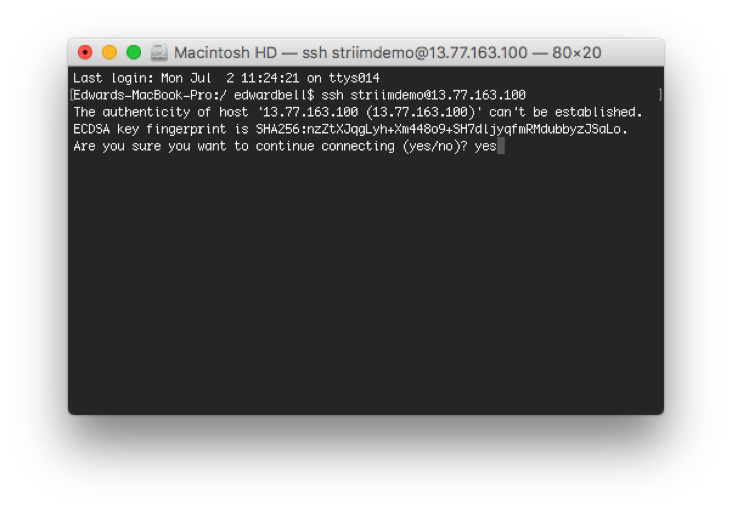 Macintosh HD — ssh striimdemo@13.77.163.100 — 80×20
Last login: Mon Jul  2 11:24:21 on ttys014
[Edwards-MacBook-Pro:/ edwardbell$ ssh striimdemo@13.77.163.100 ]
The authenticity of host '13.77.163.100 (13.77.163.100)' can't be established.
ECDSA key fingerprint is SHA256:nzZtXJqgLyh+Xm448o9+SH7dljyqfmRMdubbyzJSaLo.
Are you sure you want to continue connecting (yes/no)? yes